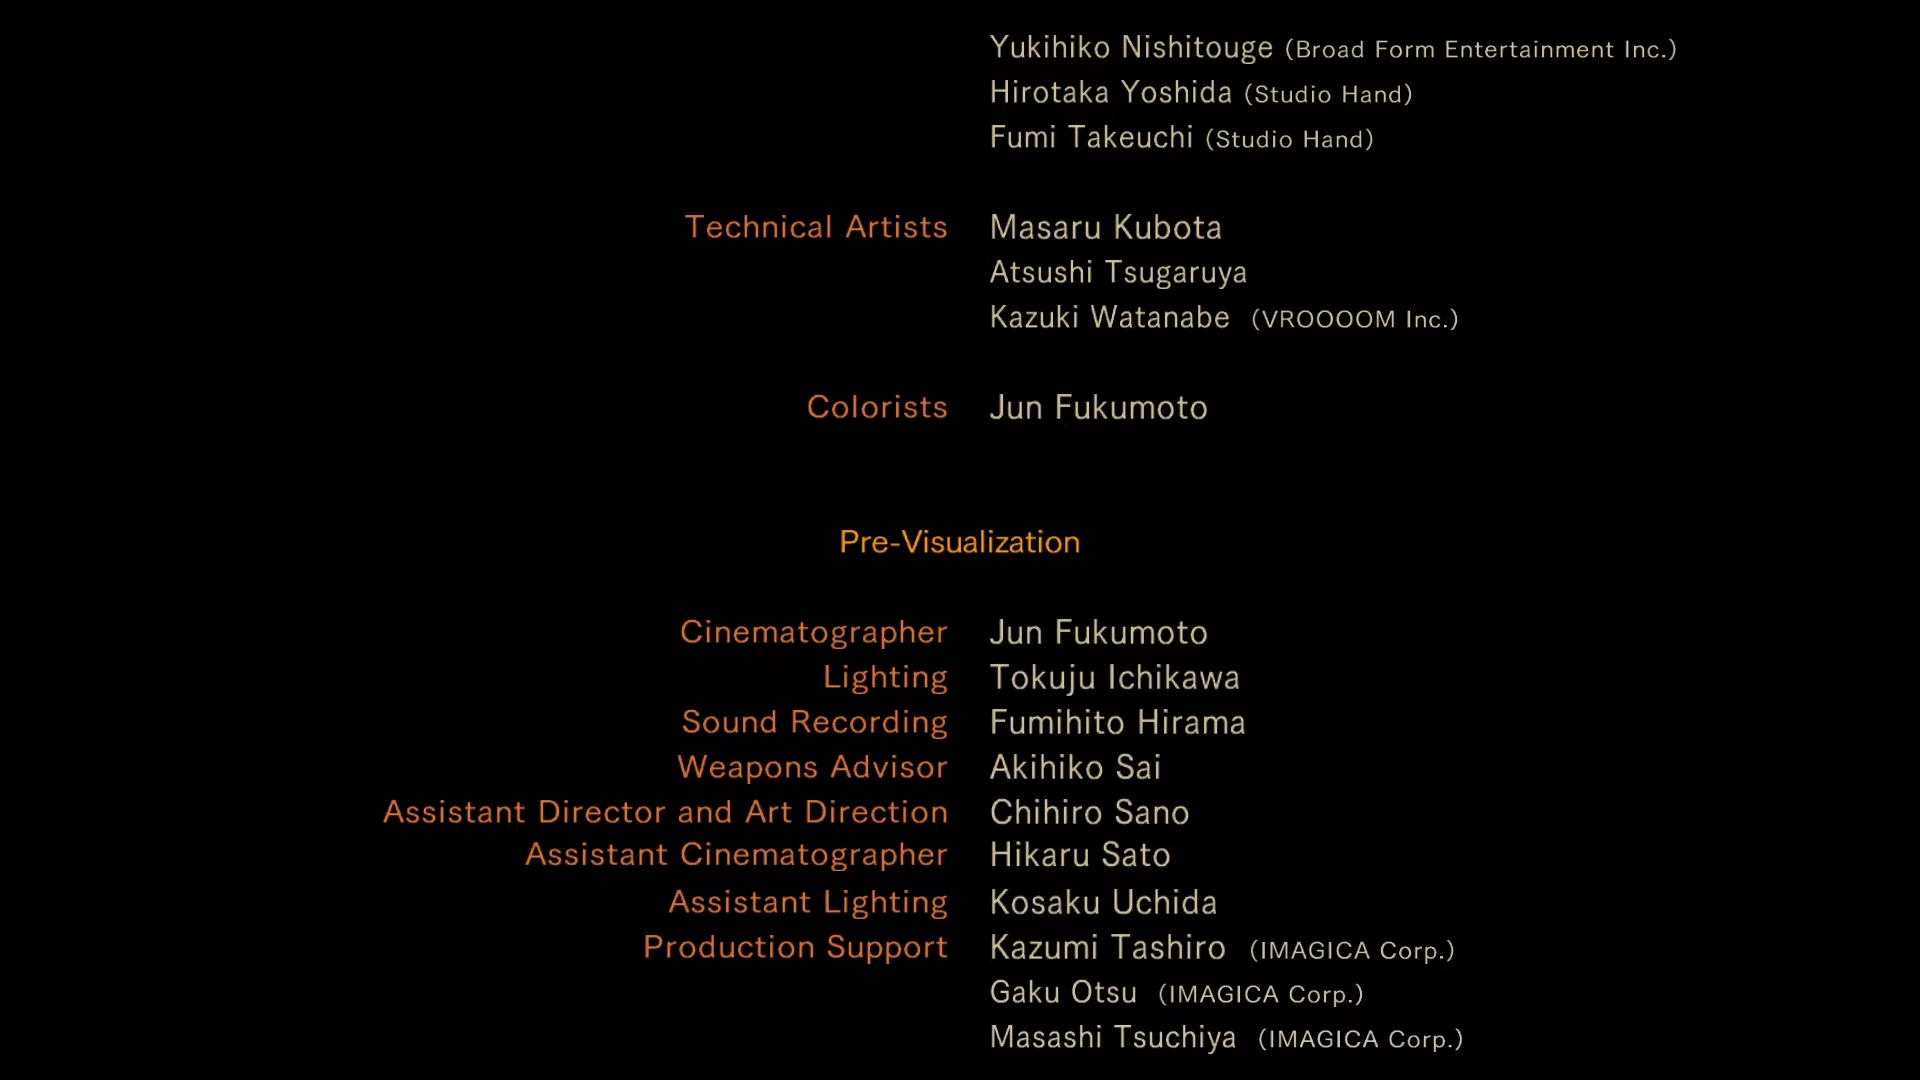 Yukihiko Nishitouge (Broad Form Entertainment Inc.)
Hirotaka Yoshida (Studio Hand)
Fumi Takeuchi (Studio Hand)
Technical Artists Masaru Kubota
Atsushi Tsugaruya
Kazuki Watanabe (VROOOOM Inc.)
Colorists Jun Fukumoto
Pre-Visualization
Cinematographer Jun Fukumoto
Lighting Tokuju Ichikawa
Sound Recording Fumihito Hirama
Weapons Advisor Akihiko Sai
Assistant Director and Art Direction Chihiro Sano
Assistant Cinematographer Hikaru Sato
Assistant Lighting Kosaku Uchida
Production Support Kazumi Tashiro (IMAGICA Corp.)
Gaku Otsu (IMAGICA Corp.)
Masashi Tsuchiya (IMAGICA Corp.)